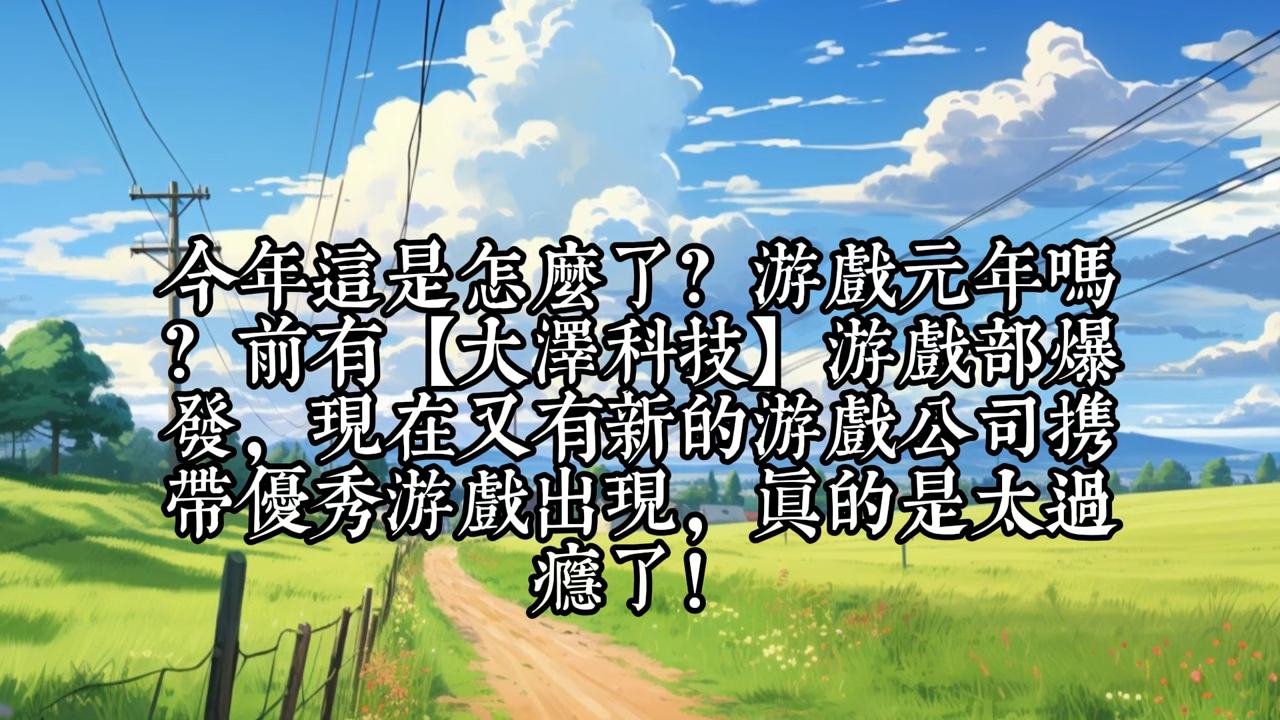 今年這是怎麼了？游戲元年嗎
？前有【大澤科技】游戲部爆
發，現在又有新的游戲公司携
帶優秀游戲出現，真的是太過
癮了！